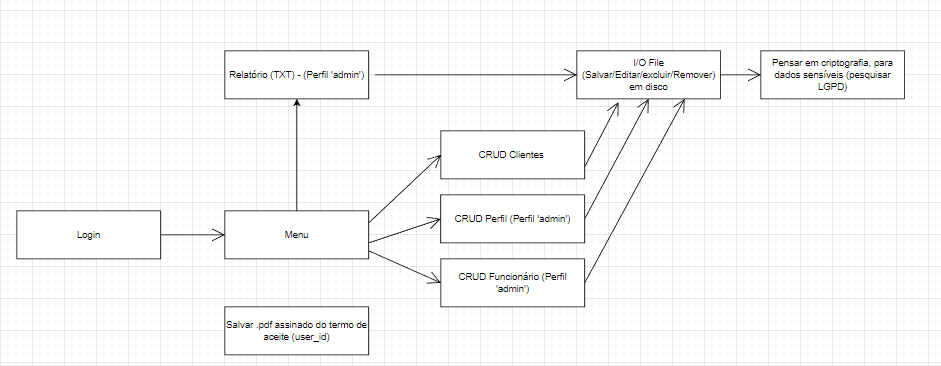 Relatório (TXT) - (Perfil 'admin')
I/O File
(Salvar/Editar/excluir/Remover)
em disco
Pensar em criptografia, para
dados sensíveis (pesquisar
LGPD)
CRUD Clientes
CRUD Perfil (Perfil 'admin')
Login
Menu
CRUD Funcionário (Perfil
'admin')
Salvar .pdf assinado do termo de
aceite (user_id)